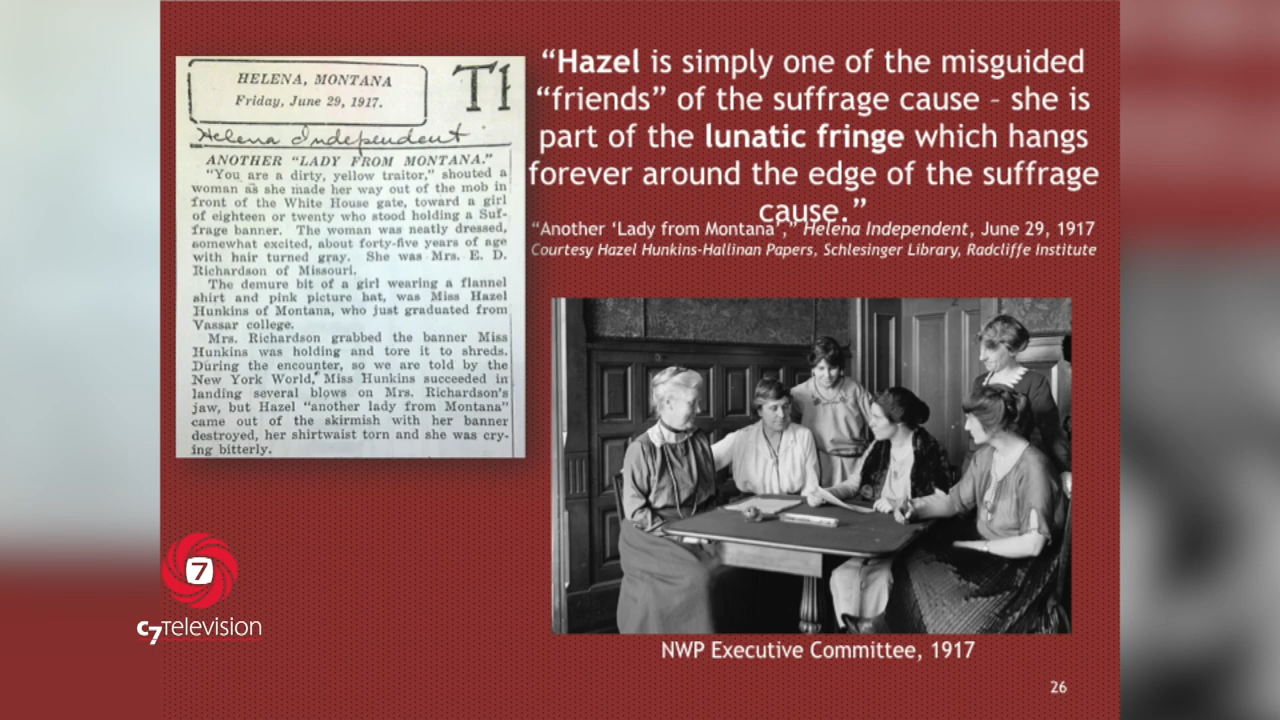 HELENA, MONTANA
Friday, June 29, 1917.
Helena Independent
ANOTHER "LADY FROM MONTANA."
"You are a dirty, yellow traitor," shouted a
woman as she made her way out of the mob in
front of the White House gate, toward a girl
of eighteen or twenty who stood holding a Suf-
frage banner. The woman was neatly dressed,
somewhat excited, about forty-five years of age
with hair turned gray. She was Mrs. E. D.
Richardson of Missouri.
The demure bit of a girl wearing a flannel
shirt and pink picture hat, was Miss Hazel
Hunkins of Montana, who just graduated from
Vassar college.
Mrs. Richardson grabbed the banner Miss
Hunkins was holding and tore it to shreds.
During the encounter, so we are told by the
New York World, Miss Hunkins succeeded in
landing several blows on Mrs. Richardson's
jaw, but Hazel "another lady from Montana"
came out of the skirmish with her banner
destroyed, her shirtwaist torn and she was cry-
ing bitterly.
“Hazel is simply one of the misguided
“friends” of the suffrage cause – she is
part of the lunatic fringe which hangs
forever around the edge of the suffrage
cause.”
“Another ‘Lady from Montana’,” Helena Independent, June 29, 1917
Courtesy Hazel Hunkins-Hallinan Papers, Schlesinger Library, Radcliffe Institute
NWP Executive Committee, 1917
26
7
C7Television